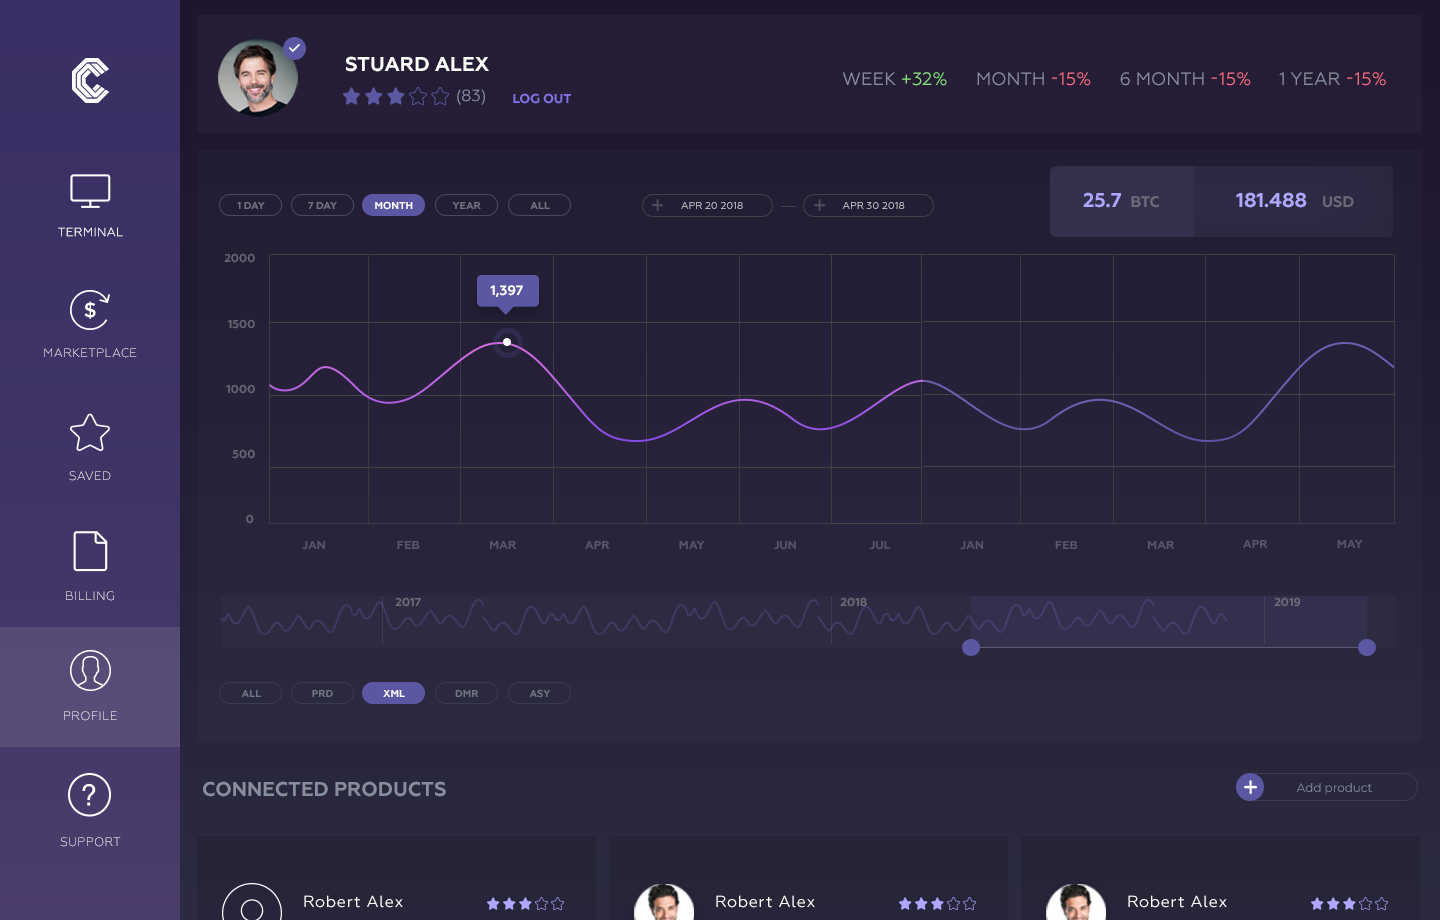 STUARD ALEX
(83)
LOG OUT
WEEK +32% MONTH -15% 6 MONTH -15% 1 YEAR -15%
TERMINAL
MARKETPLACE
SAVED
BILLING
PROFILE
SUPPORT
1 DAY 7 DAY MONTH YEAR ALL
APR 20 2018 — APR 30 2018
25.7 BTC 181.488 USD
2000
1500
1000
500
0
1,397
JAN FEB MAR APR MAY JUN JUL JAN FEB MAR APR MAY
2017 2018 2019
ALL PRD XML DMR ASY
CONNECTED PRODUCTS
Add product
Robert Alex Robert Alex Robert Alex